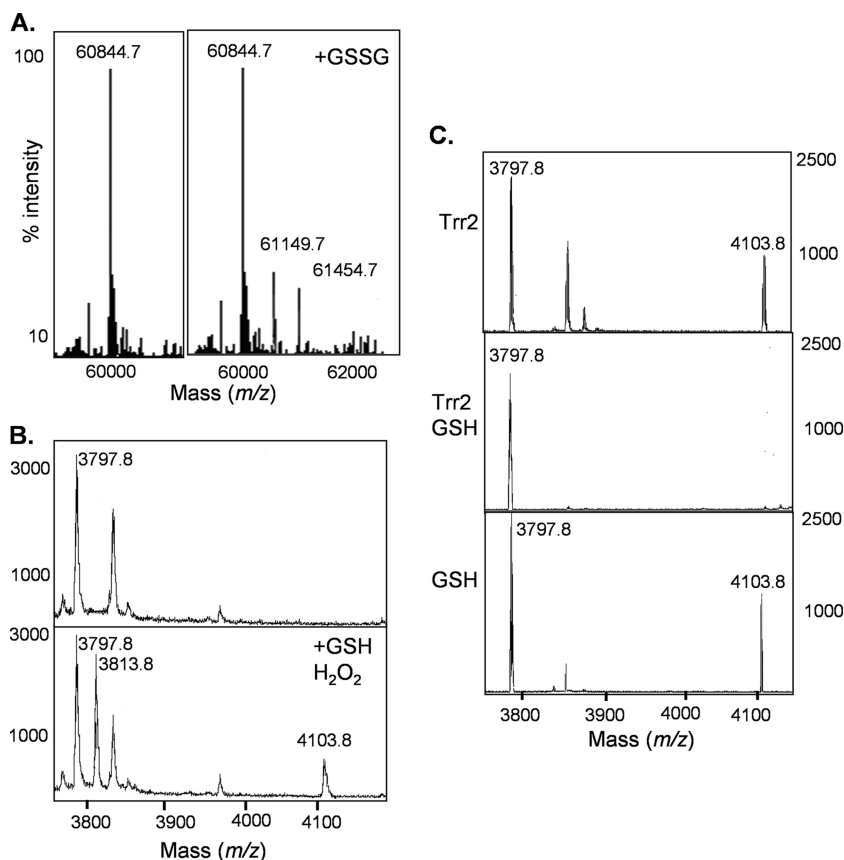 A.
100
% intensity
10
60844.7
60000
60844.7
+GSSG
61149.7
61454.7
60000
62000
Mass (m/z)
B.
3000
1000
3797.8
3000
1000
3797.8
3813.8
+GSH
H₂O₂
4103.8
3800
3900
4000
4100
Mass (m/z)
C.
Trr2
3797.8
4103.8
2500
1000
Trr2
GSH
3797.8
2500
1000
GSH
3797.8
4103.8
2500
1000
3800
3900
4000
4100
Mass (m/z)